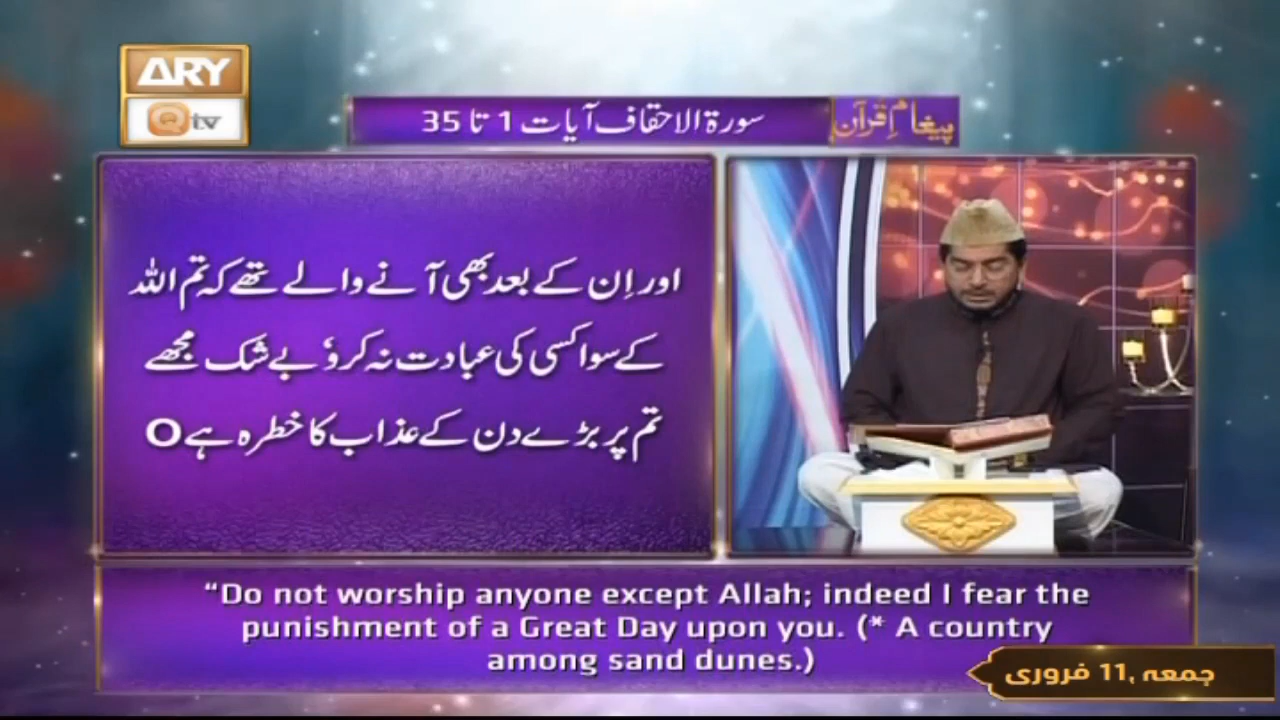 ARY
Qtv
پیغامِ قرآن
سورۃ الاحقاف آیات 1 تا 35
اور اِن کے بعد بھی آنے والے تھے کہ تم اللہ
کے سوا کسی کی عبادت نہ کرو‘ بے شک مجھے
تم پر بڑے دن کے عذاب کا خطرہ ہے O
“Do not worship anyone except Allah; indeed I fear the
punishment of a Great Day upon you. (* A country
among sand dunes.)
جمعہ ,11 فروری